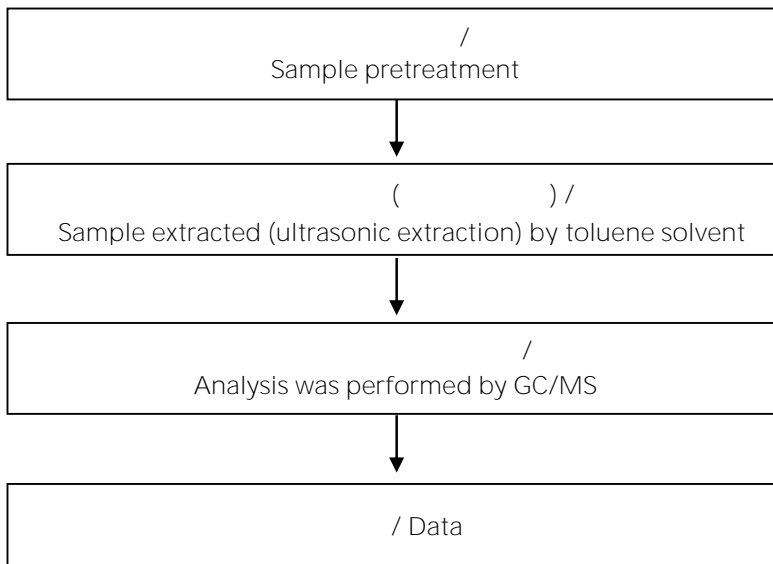 /
Sample pretreatment
( ) /
Sample extracted (ultrasonic extraction) by toluene solvent
/
Analysis was performed by GC/MS
/ Data